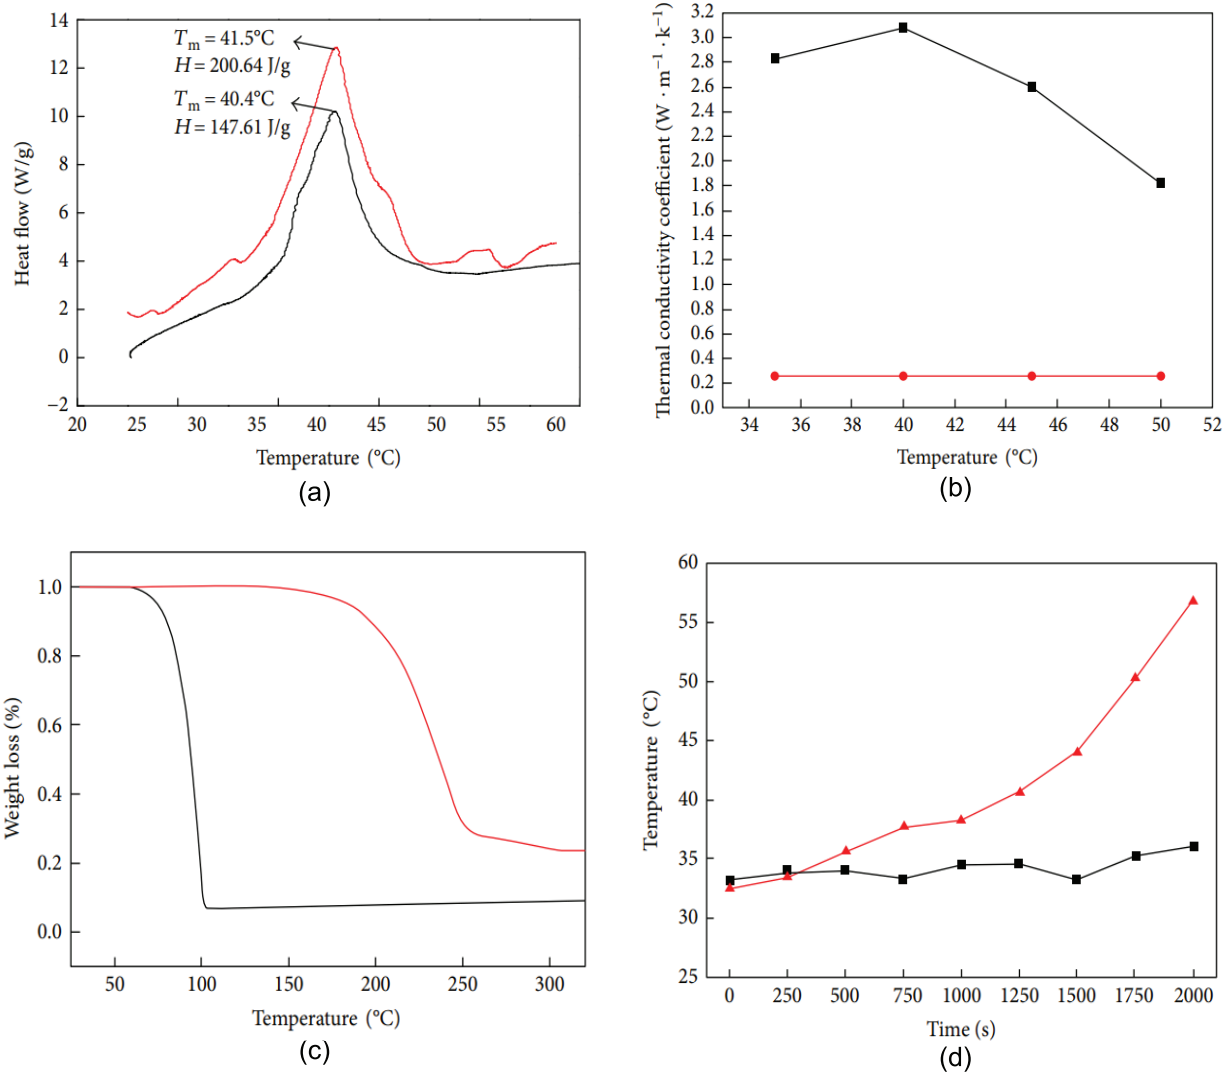 14
12
10
8
6
4
2
0
−2
Heat flow (W/g)
Tm = 41.5°C
H = 200.64 J/g
Tm = 40.4°C
H = 147.61 J/g
20 25 30 35 40 45 50 55 60
Temperature (°C)
(a)
3.2
3.0
2.8
2.6
2.4
2.2
2.0
1.8
1.6
1.4
1.2
1.0
0.8
0.6
0.4
0.2
0.0
Thermal conductivity coefficient (W · m⁻¹ · k⁻¹)
34 36 38 40 42 44 46 48 50 52
Temperature (°C)
(b)
1.0
0.8
0.6
0.4
0.2
0.0
Weight loss (%)
50 100 150 200 250 300
Temperature (°C)
(c)
60
55
50
45
40
35
30
25
Temperature (°C)
0 250 500 750 1000 1250 1500 1750 2000
Time (s)
(d)